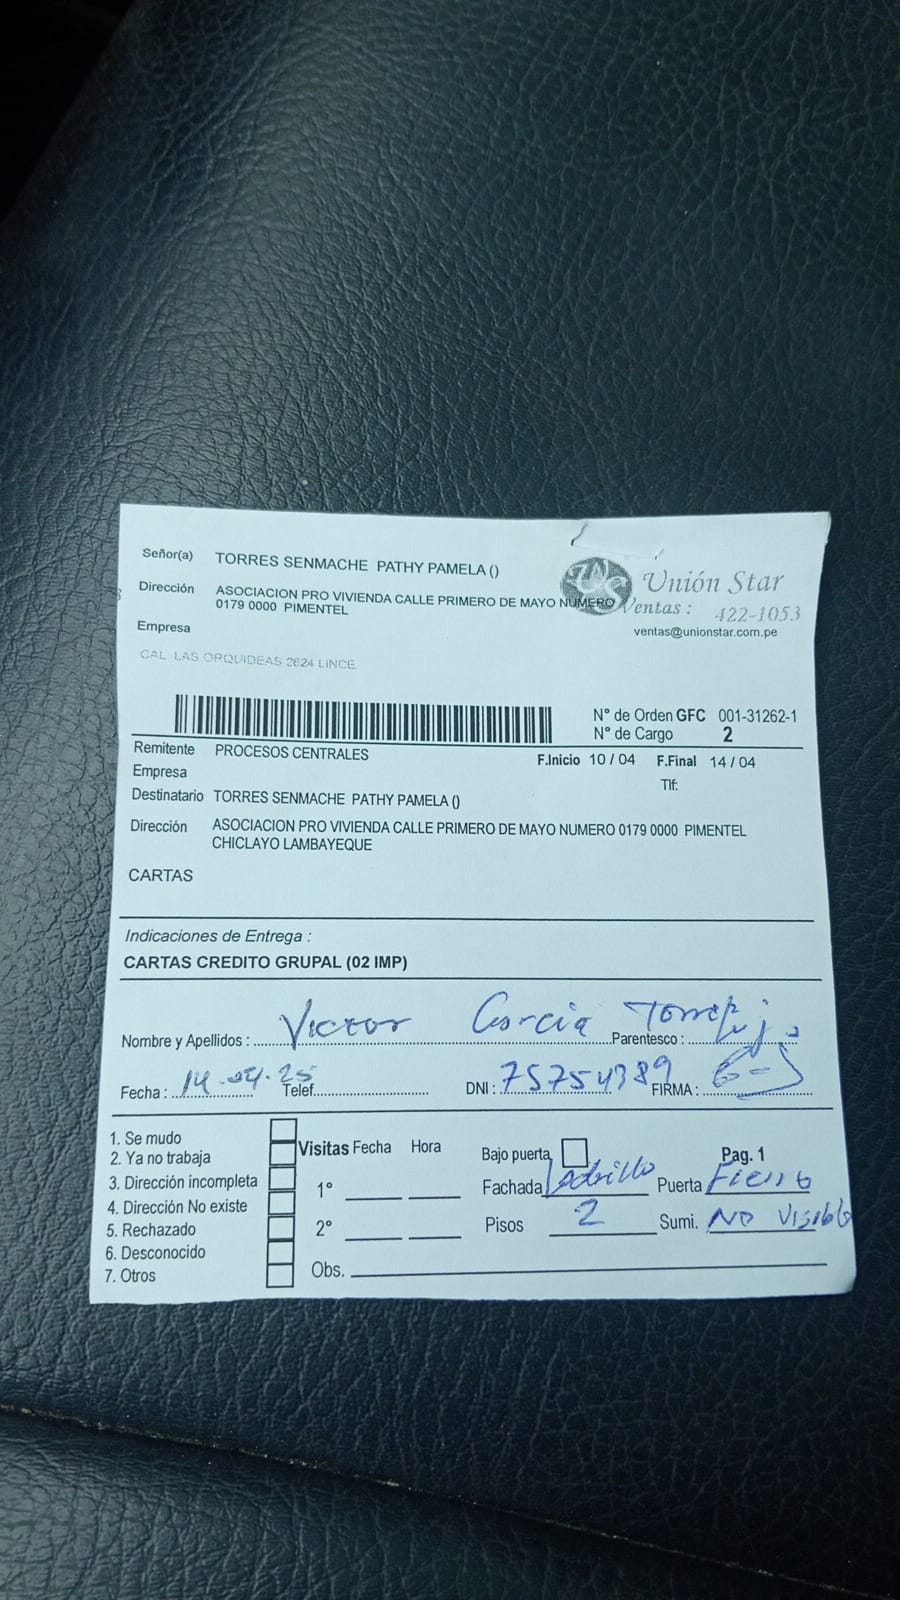 Señor(a) TORRES SENMACHE PATHY PAMELA ()
Dirección ASOCIACION PRO VIVIENDA CALLE PRIMERO DE MAYO NUMERO
0179 0000 PIMENTEL
Unión Star
Ventas : 422-1053
ventas@unionstar.com.pe
Empresa
CAL. LAS ORQUIDEAS 2624 LINCE
N° de Orden GFC 001-31262-1
N° de Cargo 2
Remitente PROCESOS CENTRALES
F.Inicio 10 / 04 F.Final 14 / 04
Empresa
Tlf:
Destinatario TORRES SENMACHE PATHY PAMELA ()
Dirección ASOCIACION PRO VIVIENDA CALLE PRIMERO DE MAYO NUMERO 0179 0000 PIMENTEL
CHICLAYO LAMBAYEQUE
CARTAS
Indicaciones de Entrega :
CARTAS CREDITO GRUPAL (02 IMP)
Nombre y Apellidos : Victor Garcia Parentesco :
Fecha : 14-04-25 Telef. DNI : 75754389 FIRMA :
1. Se mudo
2. Ya no trabaja
3. Dirección incompleta
4. Dirección No existe
5. Rechazado
6. Desconocido
7. Otros
Visitas Fecha Hora
1°
2°
Obs.
Bajo puerta Pag. 1
Fachada Ladrillo Puerta Fierro
Pisos 2 Sumi. NO Visible